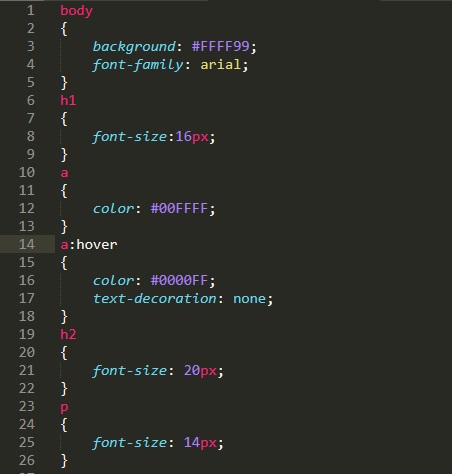 1 body
2 {
3 background: #FFFF99;
4 font-family: arial;
5 }
6 h1
7 {
8 font-size:16px;
9 }
10 a
11 {
12 color: #00FFFF;
13 }
14 a:hover
15 {
16 color: #0000FF;
17 text-decoration: none;
18 }
19 h2
20 {
21 font-size: 20px;
22 }
23 p
24 {
25 font-size: 14px;
26 }
27